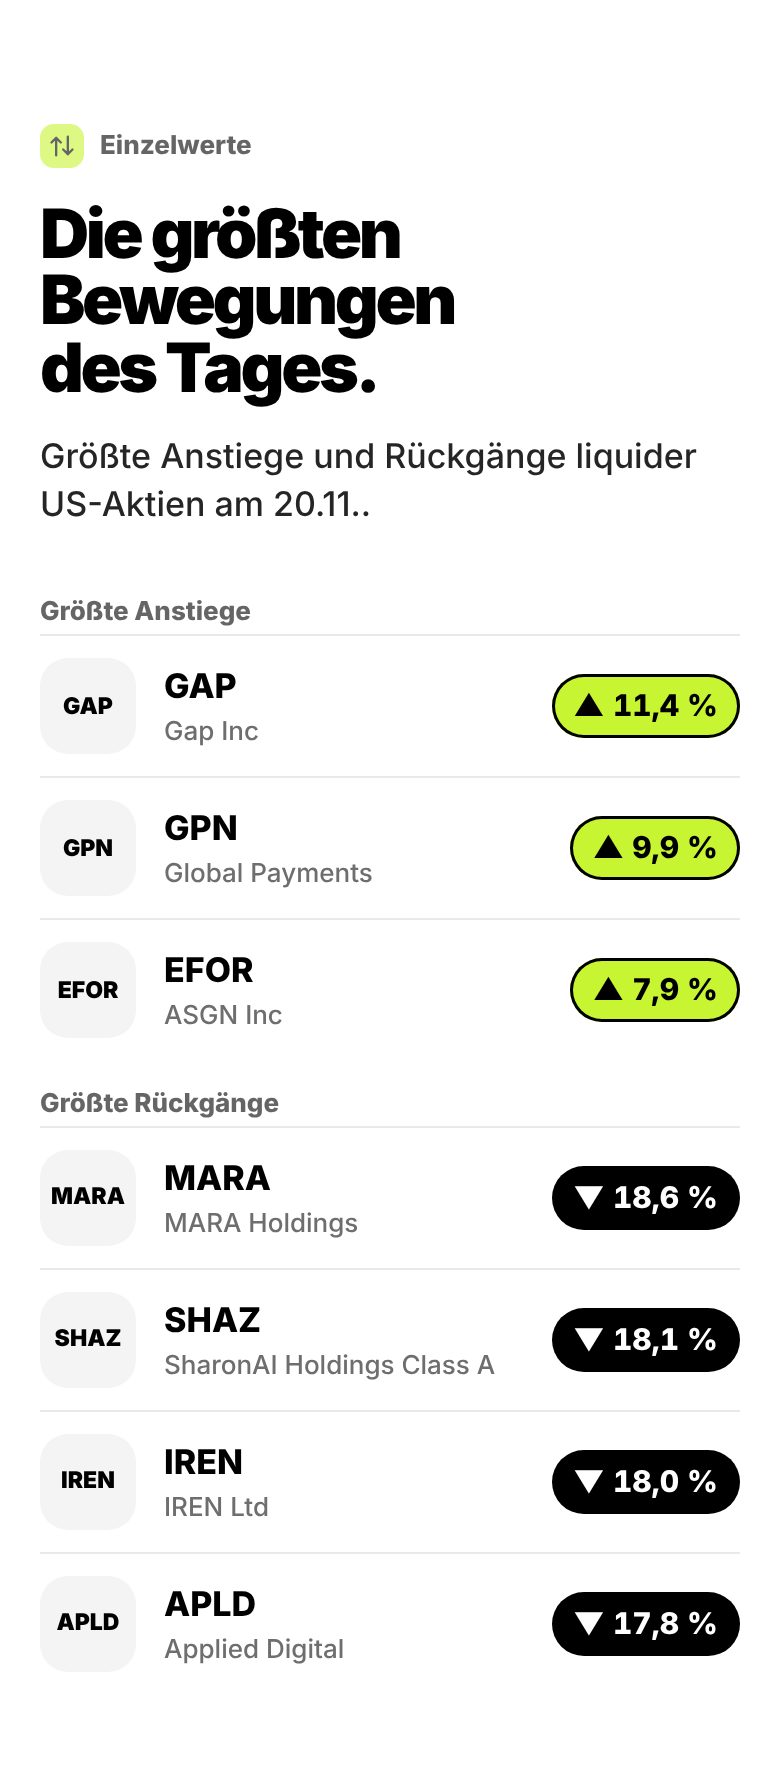 Einzelwerte
Die größten
Bewegungen
des Tages.
Größte Anstiege und Rückgänge liquider
US-Aktien am 20.11..
Größte Anstiege
GAP
GAP
Gap Inc
▲ 11,4 %
GPN
GPN
Global Payments
▲ 9,9 %
EFOR
EFOR
ASGN Inc
▲ 7,9 %
Größte Rückgänge
MARA
MARA
MARA Holdings
▼ 18,6 %
SHAZ
SHAZ
SharonAI Holdings Class A
▼ 18,1 %
IREN
IREN
IREN Ltd
▼ 18,0 %
APLD
APLD
Applied Digital
▼ 17,8 %